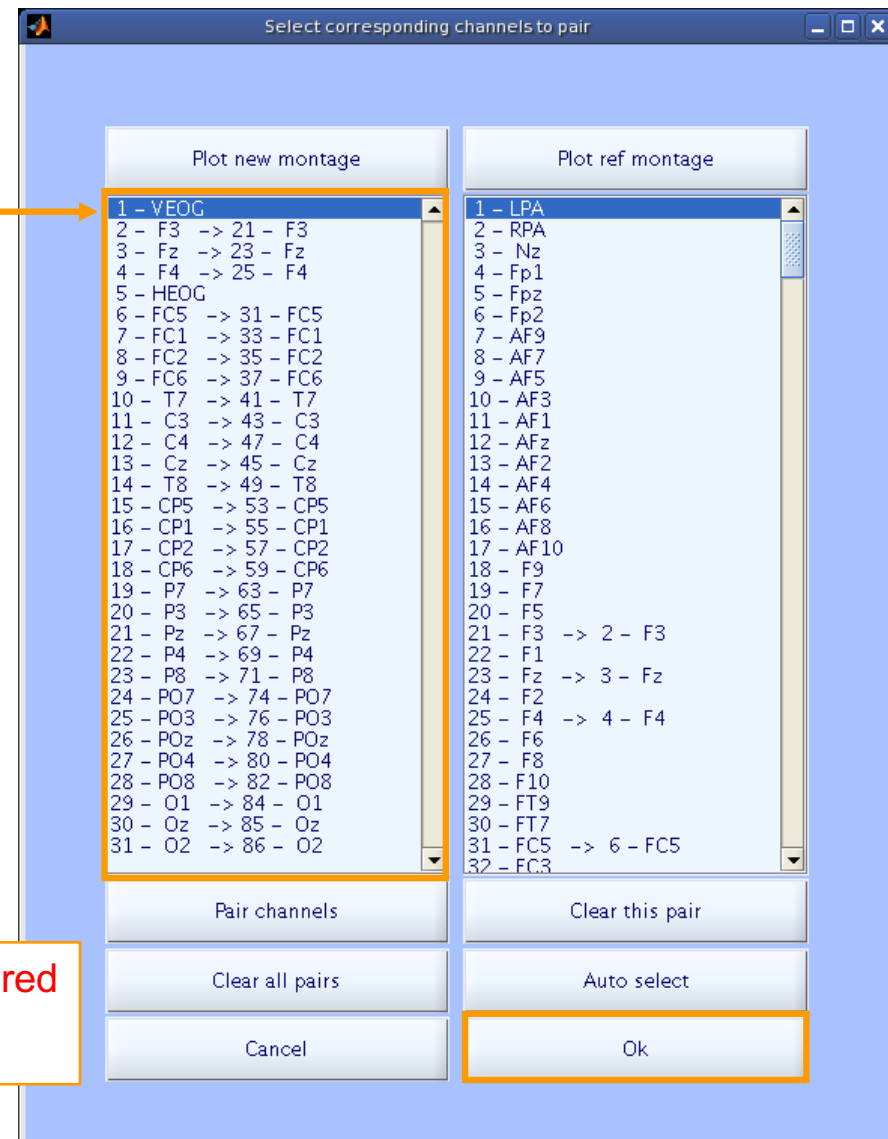 Select corresponding channels to pair
Plot new montage
1 – VEOG
2 – F3 -> 21 – F3
3 – Fz -> 23 – Fz
4 – F4 -> 25 – F4
5 – HEOG
6 – FC5 -> 31 – FC5
7 – FC1 -> 33 – FC1
8 – FC2 -> 35 – FC2
9 – FC6 -> 37 – FC6
10 – T7 -> 41 – T7
11 – C3 -> 43 – C3
12 – C4 -> 47 – C4
13 – Cz -> 45 – Cz
14 – T8 -> 49 – T8
15 – CP5 -> 53 – CP5
16 – CP1 -> 55 – CP1
17 – CP2 -> 57 – CP2
18 – CP6 -> 59 – CP6
19 – P7 -> 63 – P7
20 – P3 -> 65 – P3
21 – Pz -> 67 – Pz
22 – P4 -> 69 – P4
23 – P8 -> 71 – P8
24 – PO7 -> 74 – PO7
25 – PO3 -> 76 – PO3
26 – POz -> 78 – POz
27 – PO4 -> 80 – PO4
28 – PO8 -> 82 – PO8
29 – O1 -> 84 – O1
30 – Oz -> 85 – Oz
31 – O2 -> 86 – O2
Plot ref montage
1 – LPA
2 – RPA
3 – Nz
4 – Fp1
5 – Fpz
6 – Fp2
7 – AF9
8 – AF7
9 – AF5
10 – AF3
11 – AF1
12 – AFz
13 – AF2
14 – AF4
15 – AF6
16 – AF8
17 – AF10
18 – F9
19 – F7
20 – F5
21 – F3 -> 2 – F3
22 – F1
23 – Fz -> 3 – Fz
24 – F2
25 – F4 -> 4 – F4
26 – F6
27 – F8
28 – F10
29 – FT9
30 – FT7
31 – FC5 -> 6 – FC5
32 – FC3
Pair channels
Clear this pair
red
Clear all pairs
Auto select
Cancel
Ok